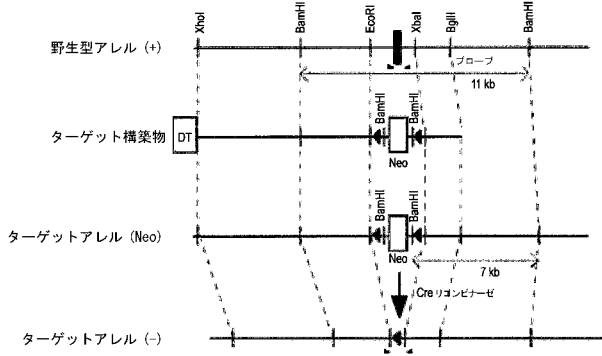 XhoI
BamHI
EcoRI
XbaI
BglII
BamHI
野生型アレル (+)
プローブ
11 kb
BamHI
BamHI
ターゲット構築物
DT
Neo
BamHI
BamHI
ターゲットアレル (Neo)
Neo
7 kb
Cre リコンビナーゼ
ターゲットアレル (−)